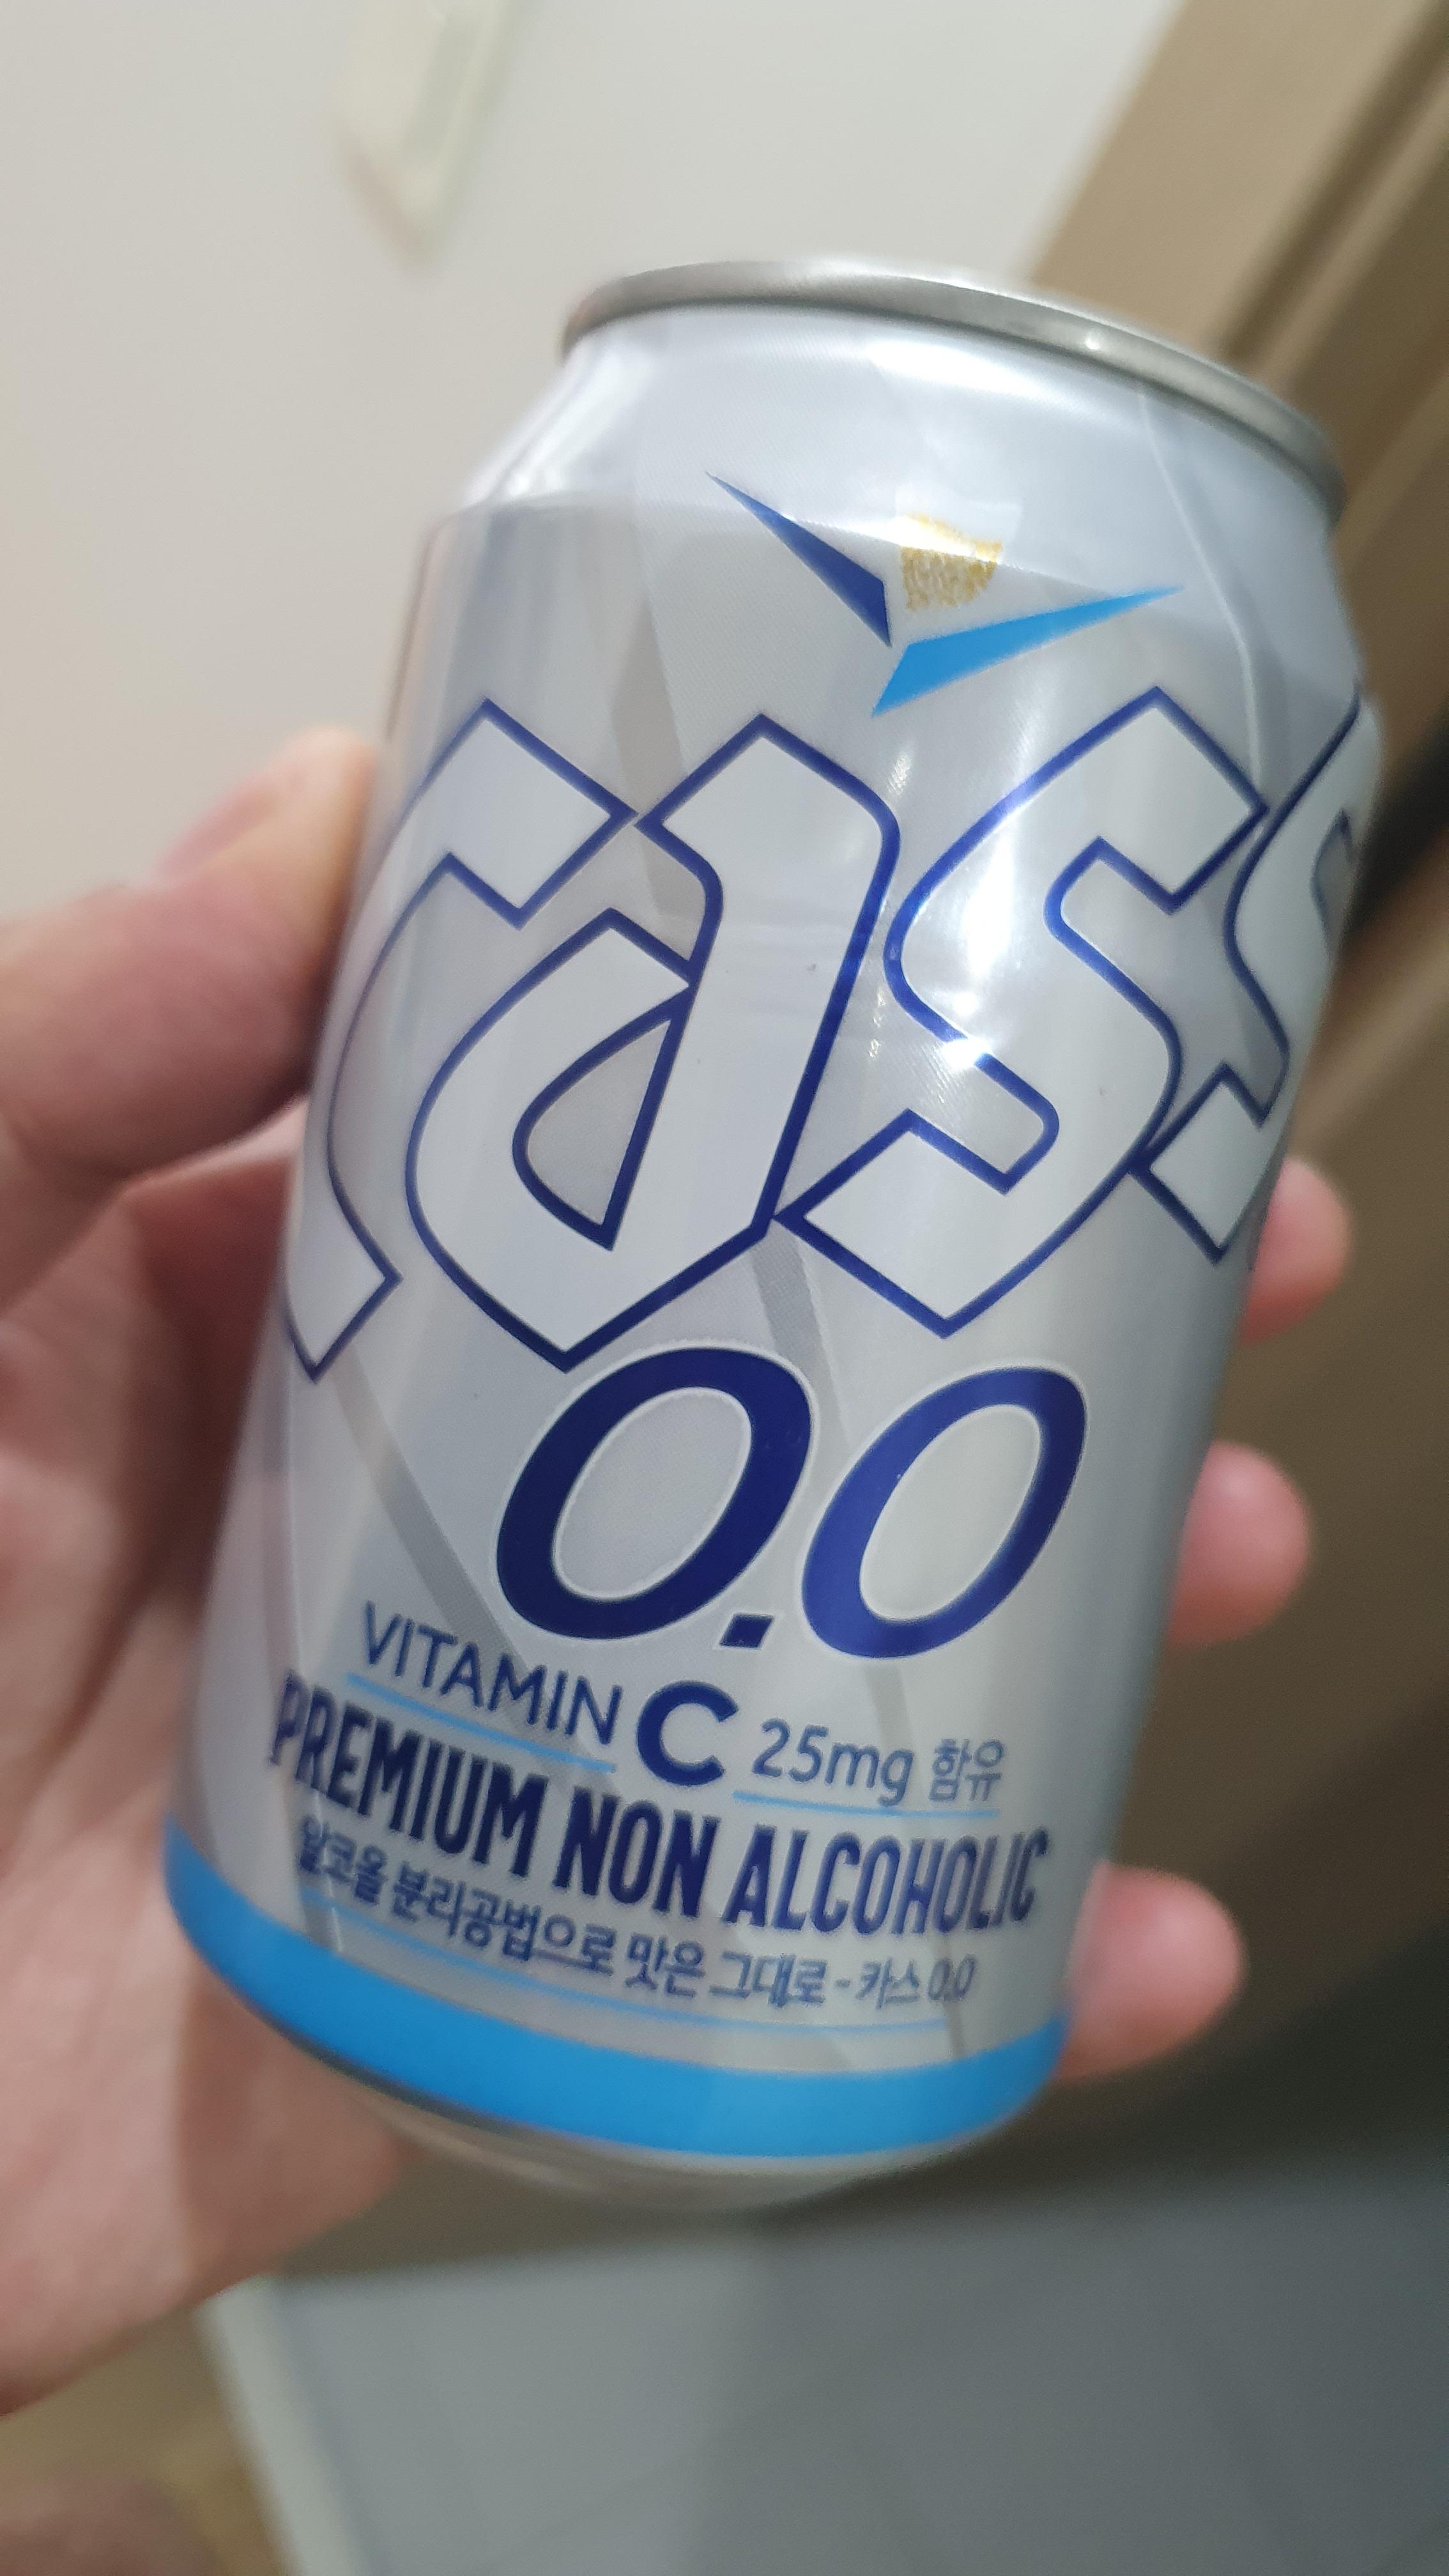 cass
0.0
VITAMIN C 25mg 함유
PREMIUM NON ALCOHOLIC
알코올 분리공법으로 맛은 그대로 - 카스 0.0